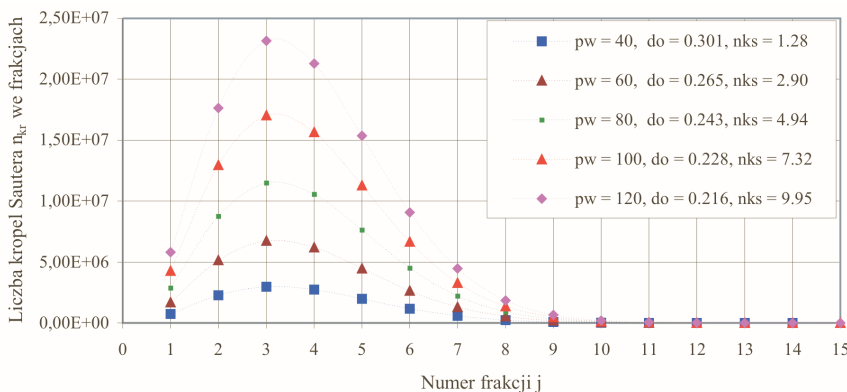 Liczba kropel Sautera nkr we frakcjach
2,50E+07
2,00E+07
1,50E+07
1,00E+07
5,00E+06
0,00E+00
pw = 40, do = 0.301, nks = 1.28
pw = 60, do = 0.265, nks = 2.90
pw = 80, do = 0.243, nks = 4.94
pw = 100, do = 0.228, nks = 7.32
pw = 120, do = 0.216, nks = 9.95
0 1 2 3 4 5 6 7 8 9 10 11 12 13 14 15
Numer frakcji j